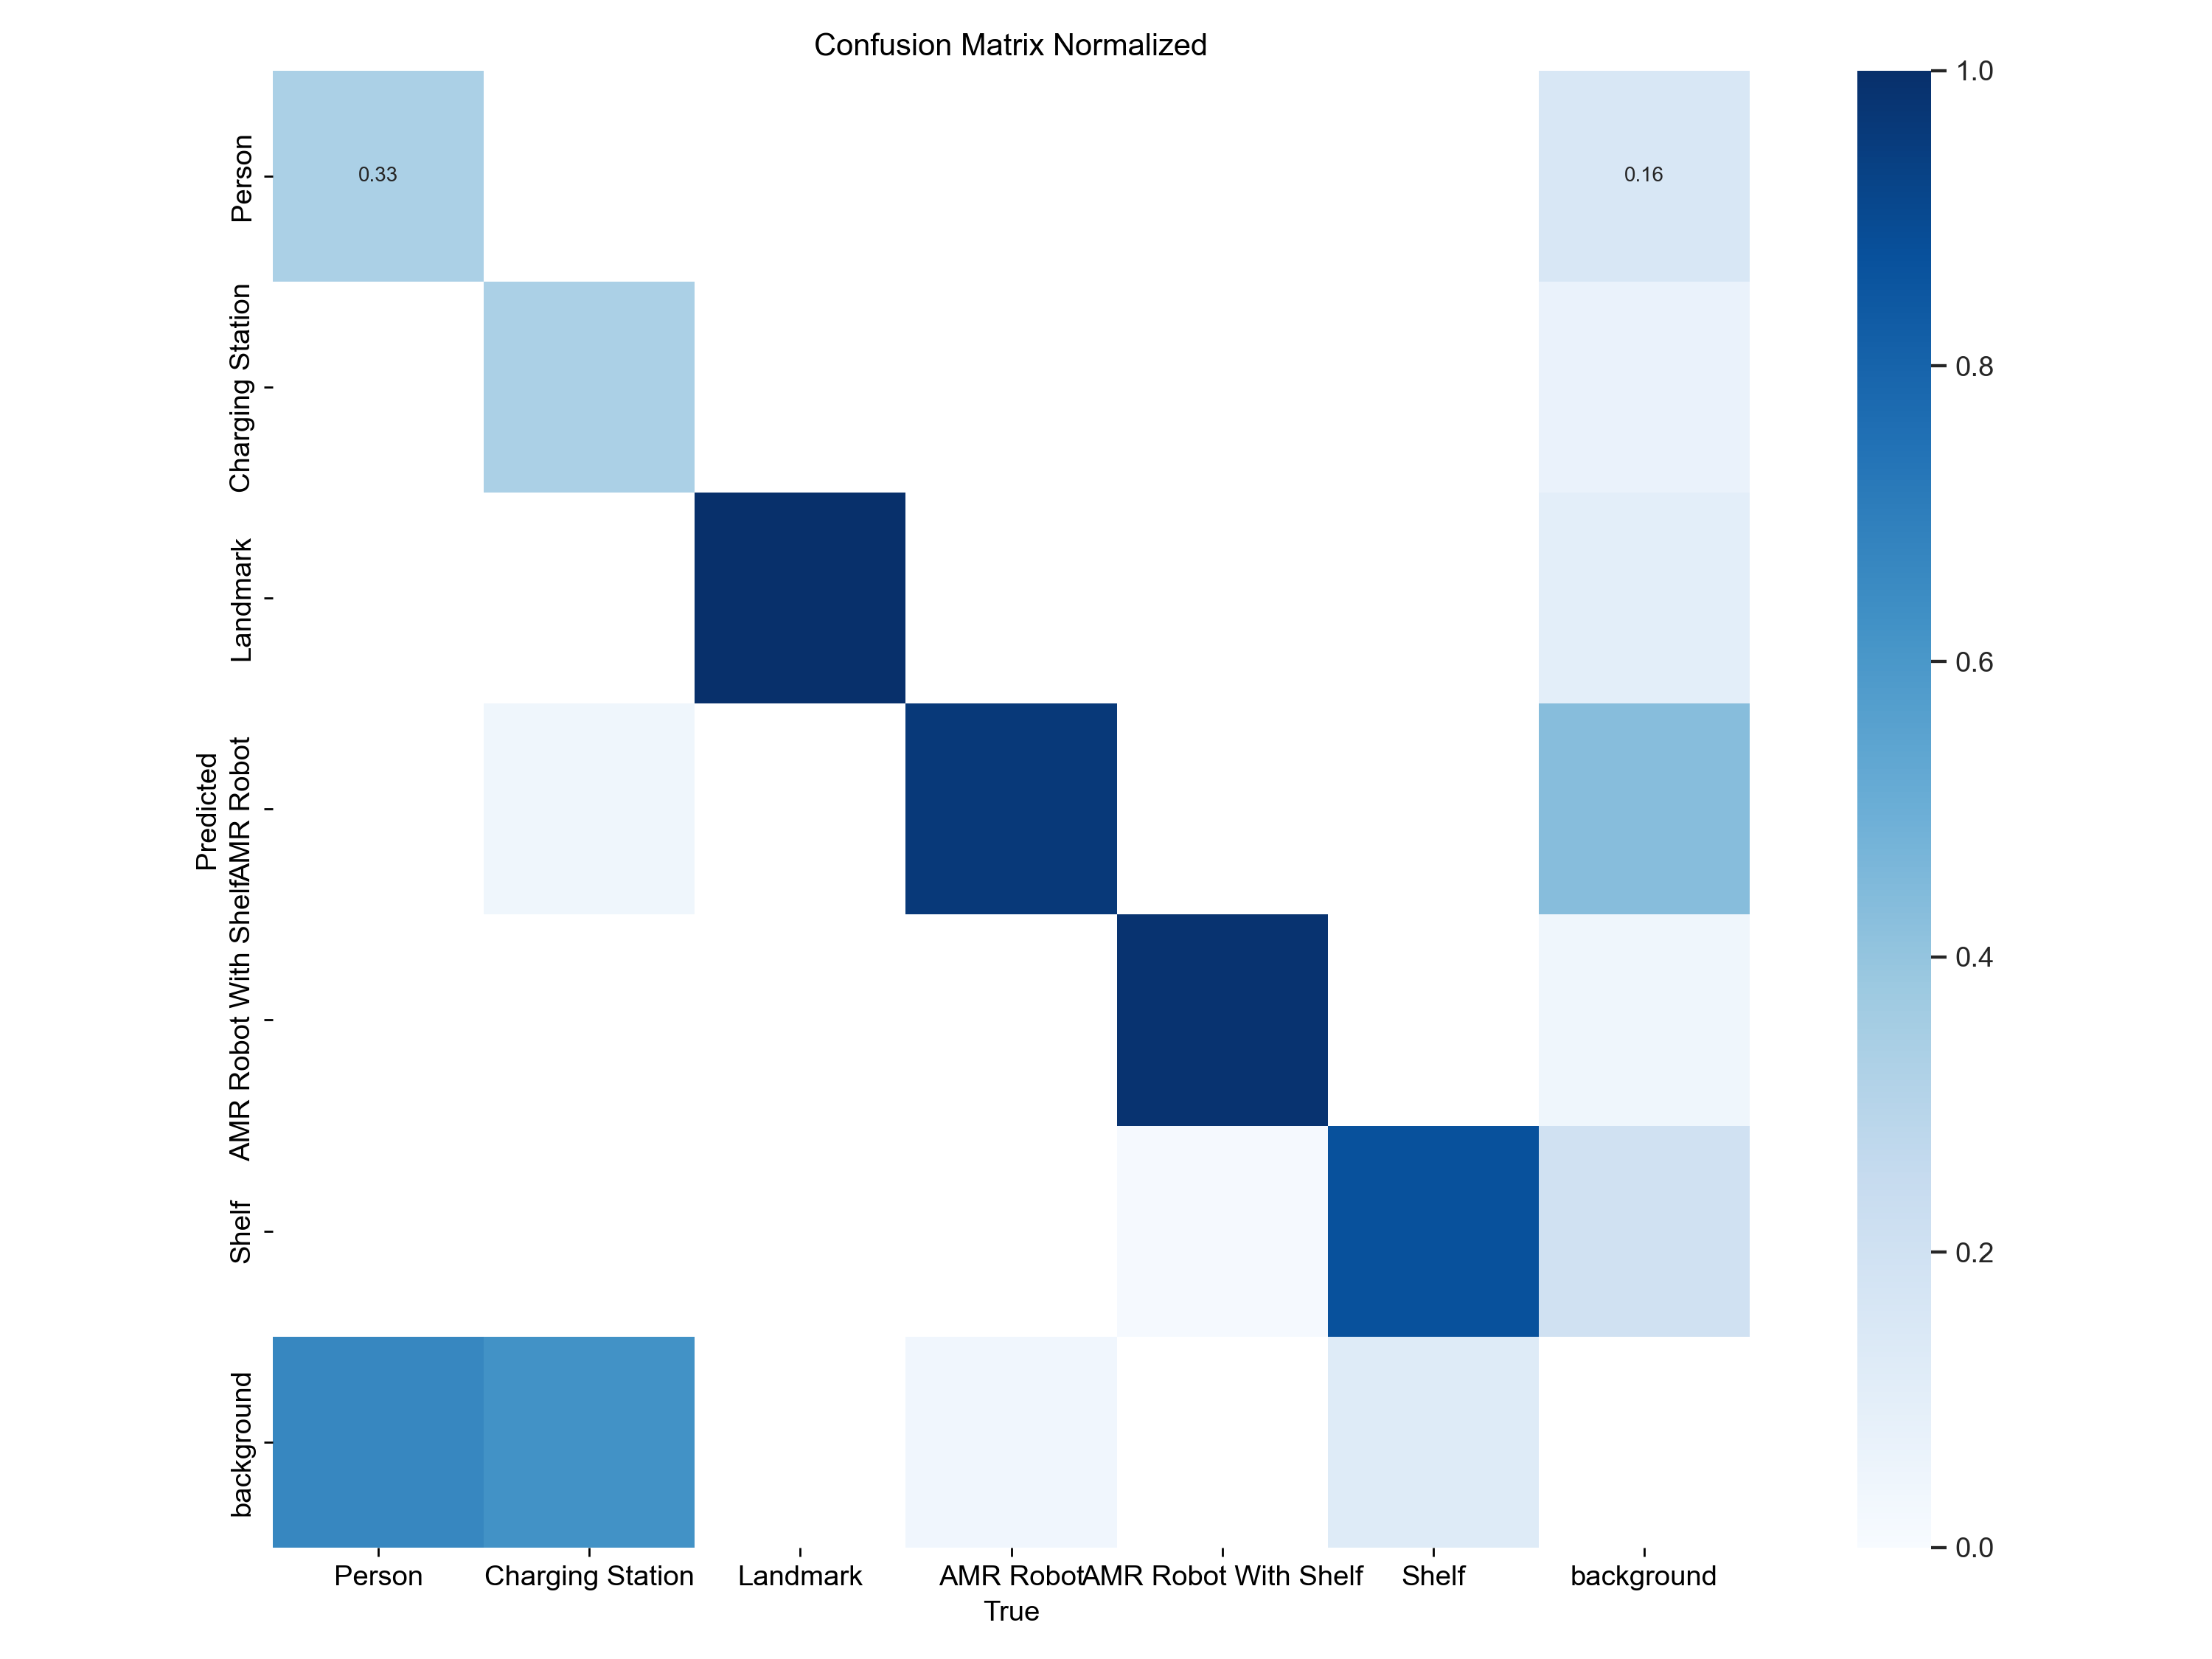 Confusion Matrix Normalized
Predicted
Person
Charging Station
Landmark
AMR Robot
AMR Robot With Shelf
Shelf
background
0.33
0.16
1.0
0.8
0.6
0.4
0.2
0.0
Person
Charging Station
Landmark
AMR Robot
AMR Robot With Shelf
Shelf
background
True